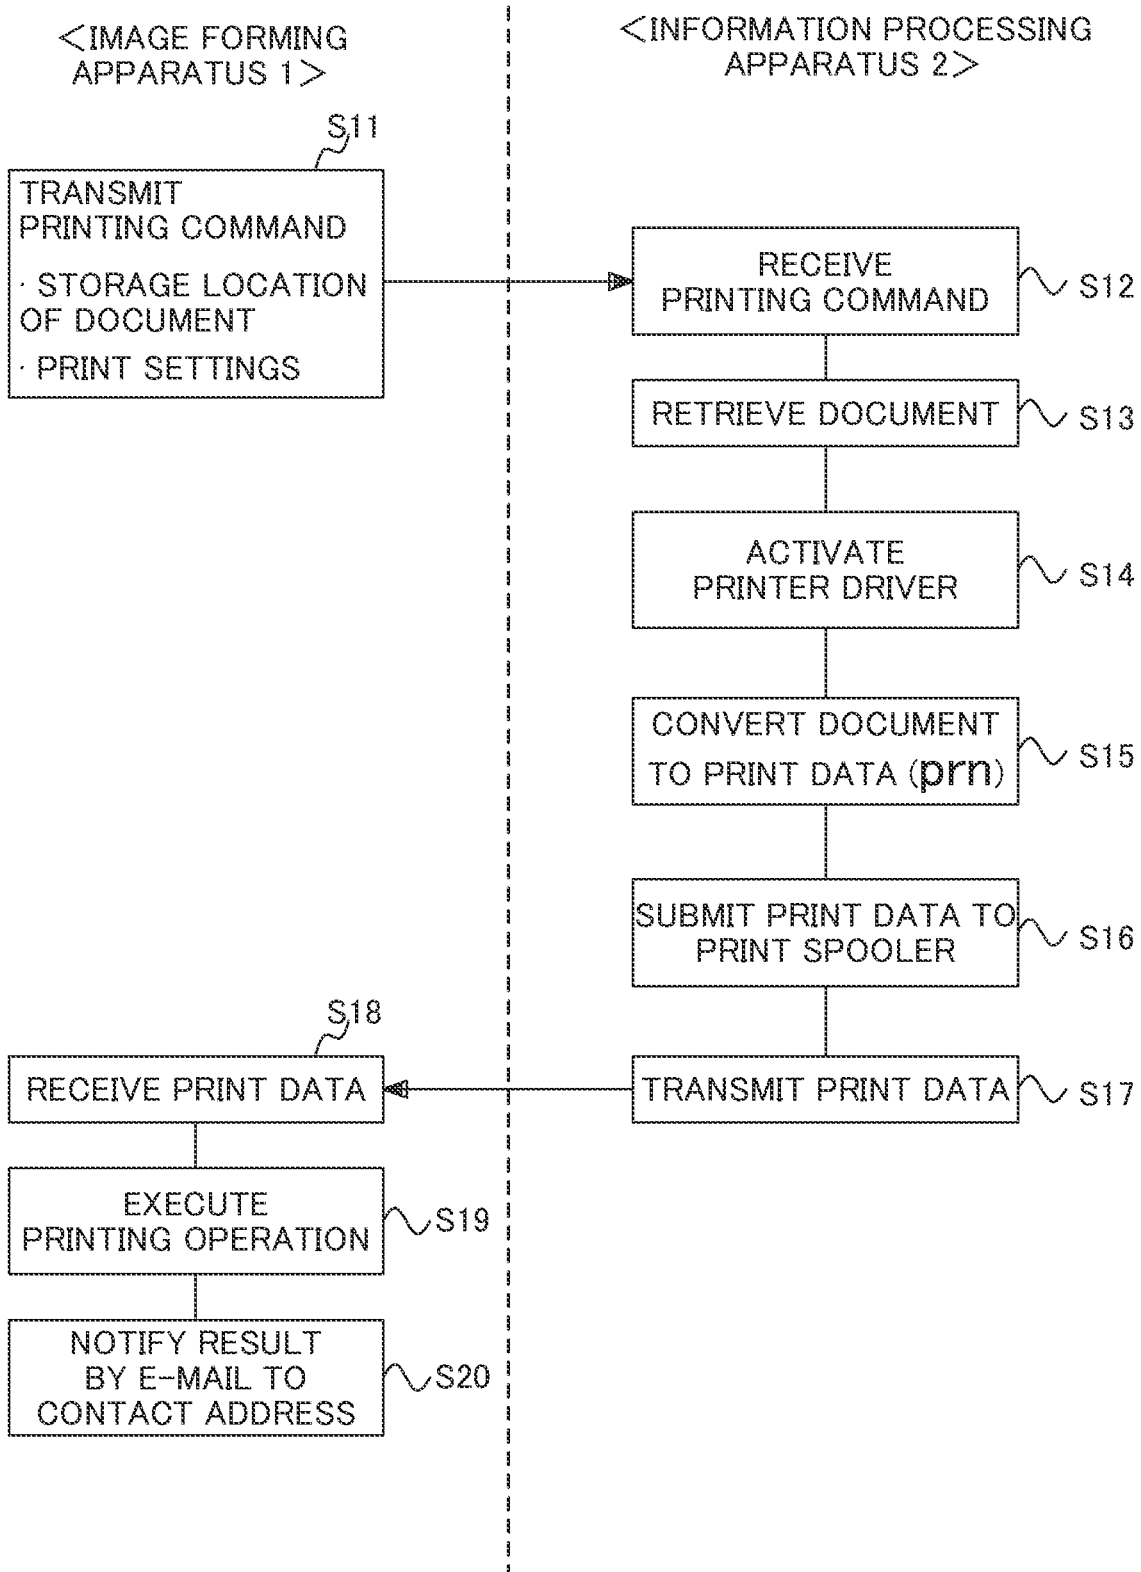 <IMAGE FORMING
APPARATUS 1>
<INFORMATION PROCESSING
APPARATUS 2>
S11
TRANSMIT
PRINTING COMMAND
· STORAGE LOCATION
OF DOCUMENT
· PRINT SETTINGS
RECEIVE
PRINTING COMMAND
S12
RETRIEVE DOCUMENT
S13
ACTIVATE
PRINTER DRIVER
S14
CONVERT DOCUMENT
TO PRINT DATA (prn)
S15
SUBMIT PRINT DATA TO
PRINT SPOOLER
S16
TRANSMIT PRINT DATA
S17
S18
RECEIVE PRINT DATA
EXECUTE
PRINTING OPERATION
S19
NOTIFY RESULT
BY E-MAIL TO
CONTACT ADDRESS
S20